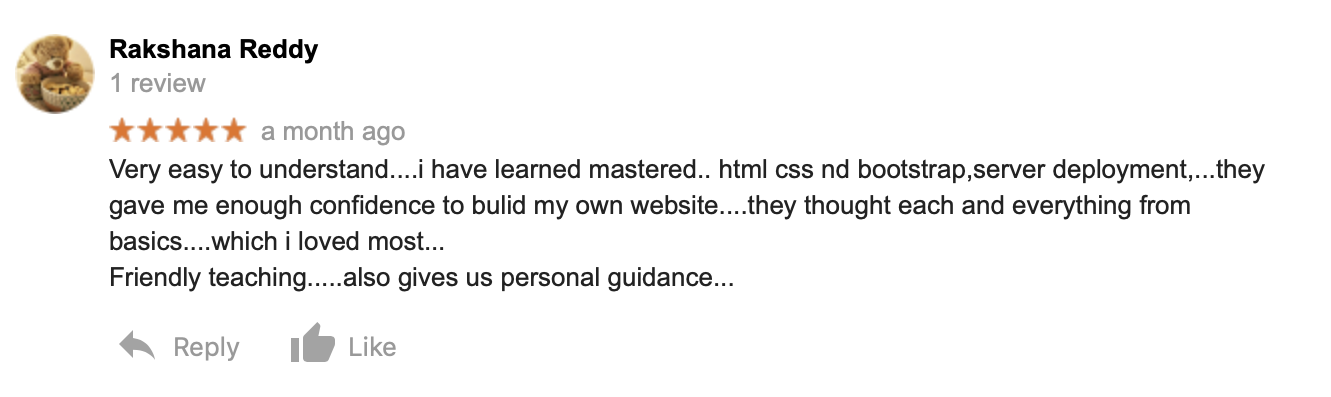 Rakshana Reddy
1 review
a month ago
Very easy to understand....i have learned mastered.. html css nd bootstrap,server deployment,...they
gave me enough confidence to bulid my own website....they thought each and everything from
basics....which i loved most...
Friendly teaching.....also gives us personal guidance...
Reply Like